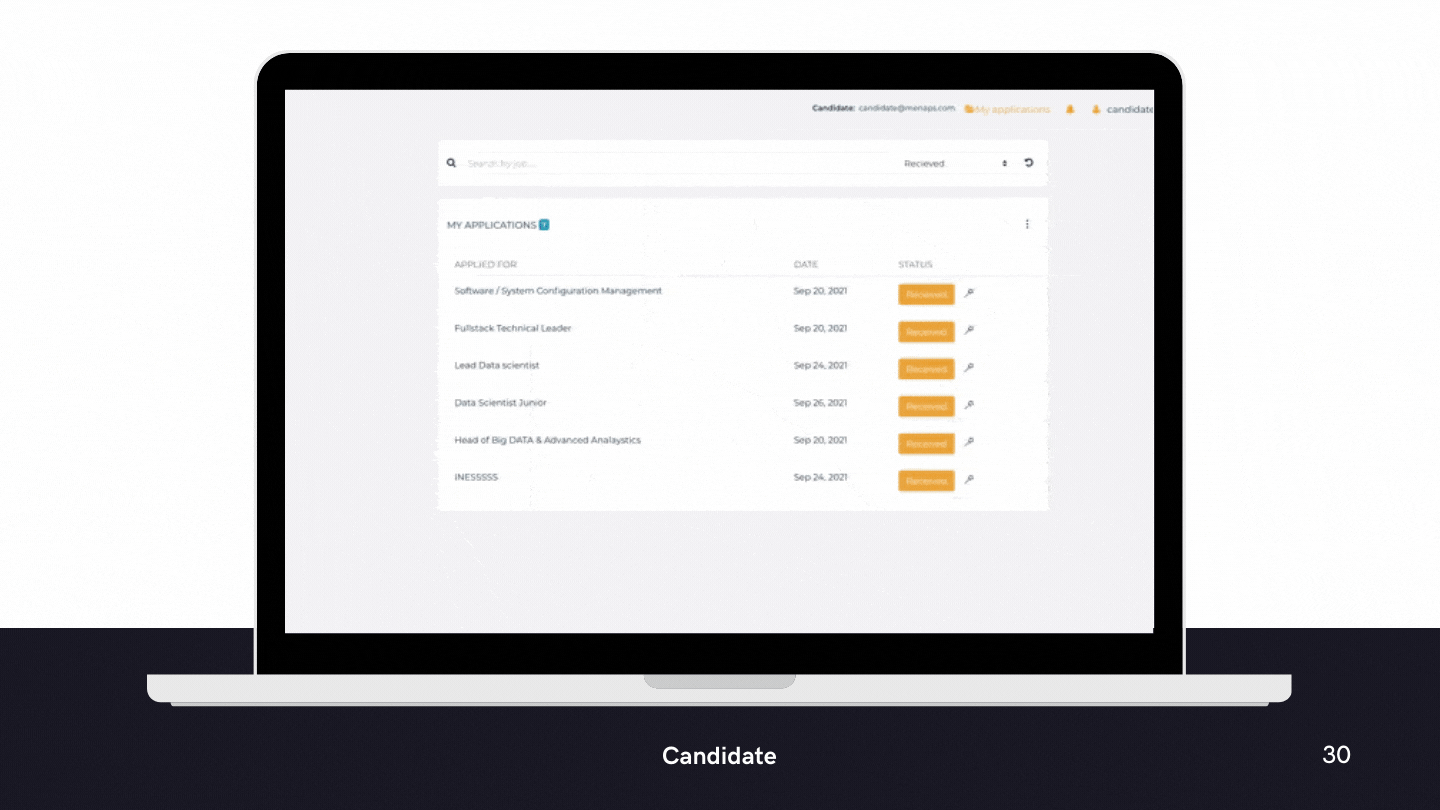 Candidate: candidate@menaps.com My applications candidate
Search by job.... Recieved
MY APPLICATIONS
APPLIED FOR DATE STATUS
Software / System Configuration Management Sep 20, 2021 Recieved
Fullstack Technical Leader Sep 20, 2021 Recieved
Lead Data scientist Sep 24, 2021 Recieved
Data Scientist Junior Sep 26, 2021 Recieved
Head of Big DATA & Advanced Analaystics Sep 20, 2021 Recieved
INESSSSS Sep 24, 2021 Recieved
Candidate 30